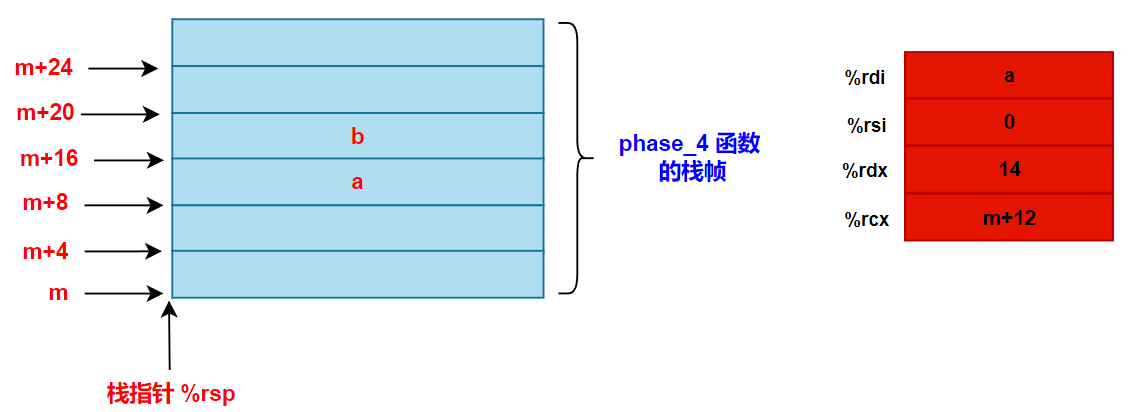 m+24
m+20
m+16
m+8
m+4
m
b
a
栈指针 %rsp
phase_4 函数
的栈帧
%rdi a
%rsi 0
%rdx 14
%rcx m+12